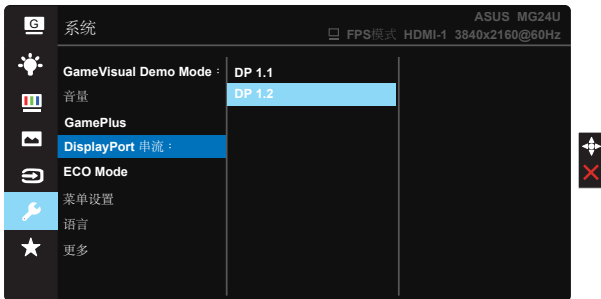 G
系统
ASUS MG24U
FPS模式 HDMI-1 3840x2160@60Hz
GameVisual Demo Mode：
DP 1.1
音量
DP 1.2
GamePlus
DisplayPort 串流：
ECO Mode
菜单设置
语言
更多